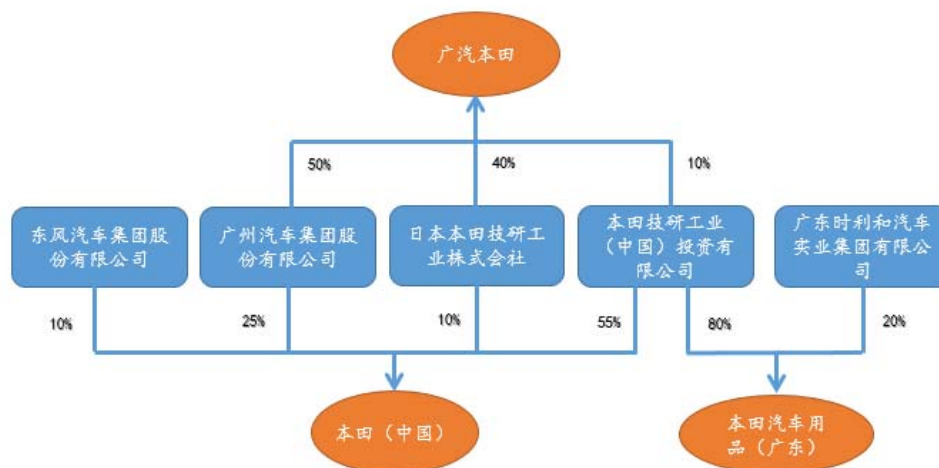 广汽本田
50%
40%
10%
东风汽车集团股
份有限公司
广州汽车集团股
份有限公司
日本本田技研工
业株式会社
本田技研工业
（中国）投资有
限公司
广东时利和汽车
实业集团有限公
司
10%
25%
10%
55%
80%
20%
本田（中国）
本田汽车用
品（广东）